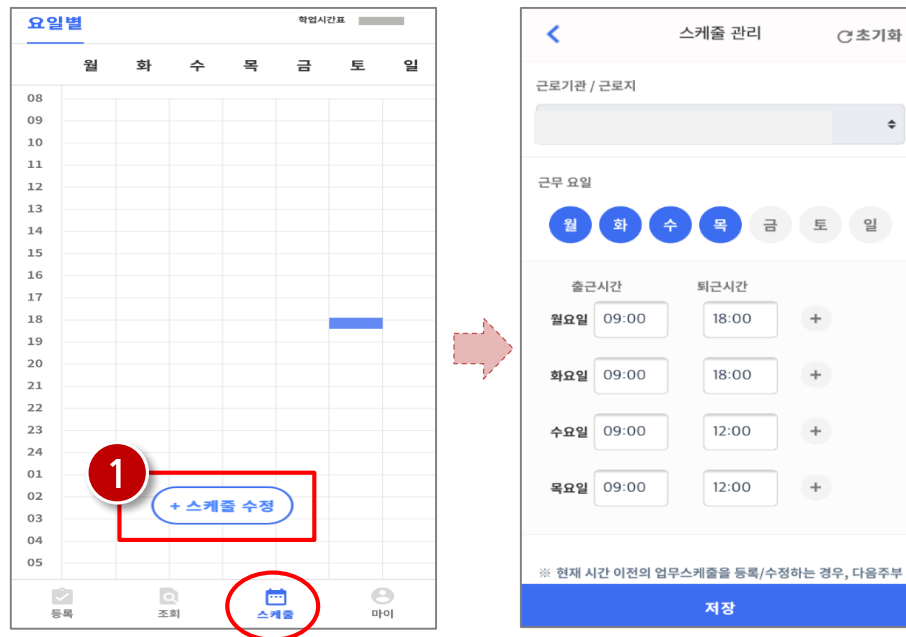 요일별
학업시간표
월 화 수 목 금 토 일
08
09
10
11
12
13
14
15
16
17
18
19
20
21
22
23
24
01
02
03
04
05
1
+ 스케줄 수정
등록 조회 스케줄 마이
스케줄 관리
초기화
근로기관 / 근로지
근무 요일
월 화 수 목 금 토 일
출근시간 퇴근시간
월요일 09:00 18:00 +
화요일 09:00 18:00 +
수요일 09:00 12:00 +
목요일 09:00 12:00 +
※ 현재 시간 이전의 업무스케줄을 등록/수정하는 경우, 다음주부
저장